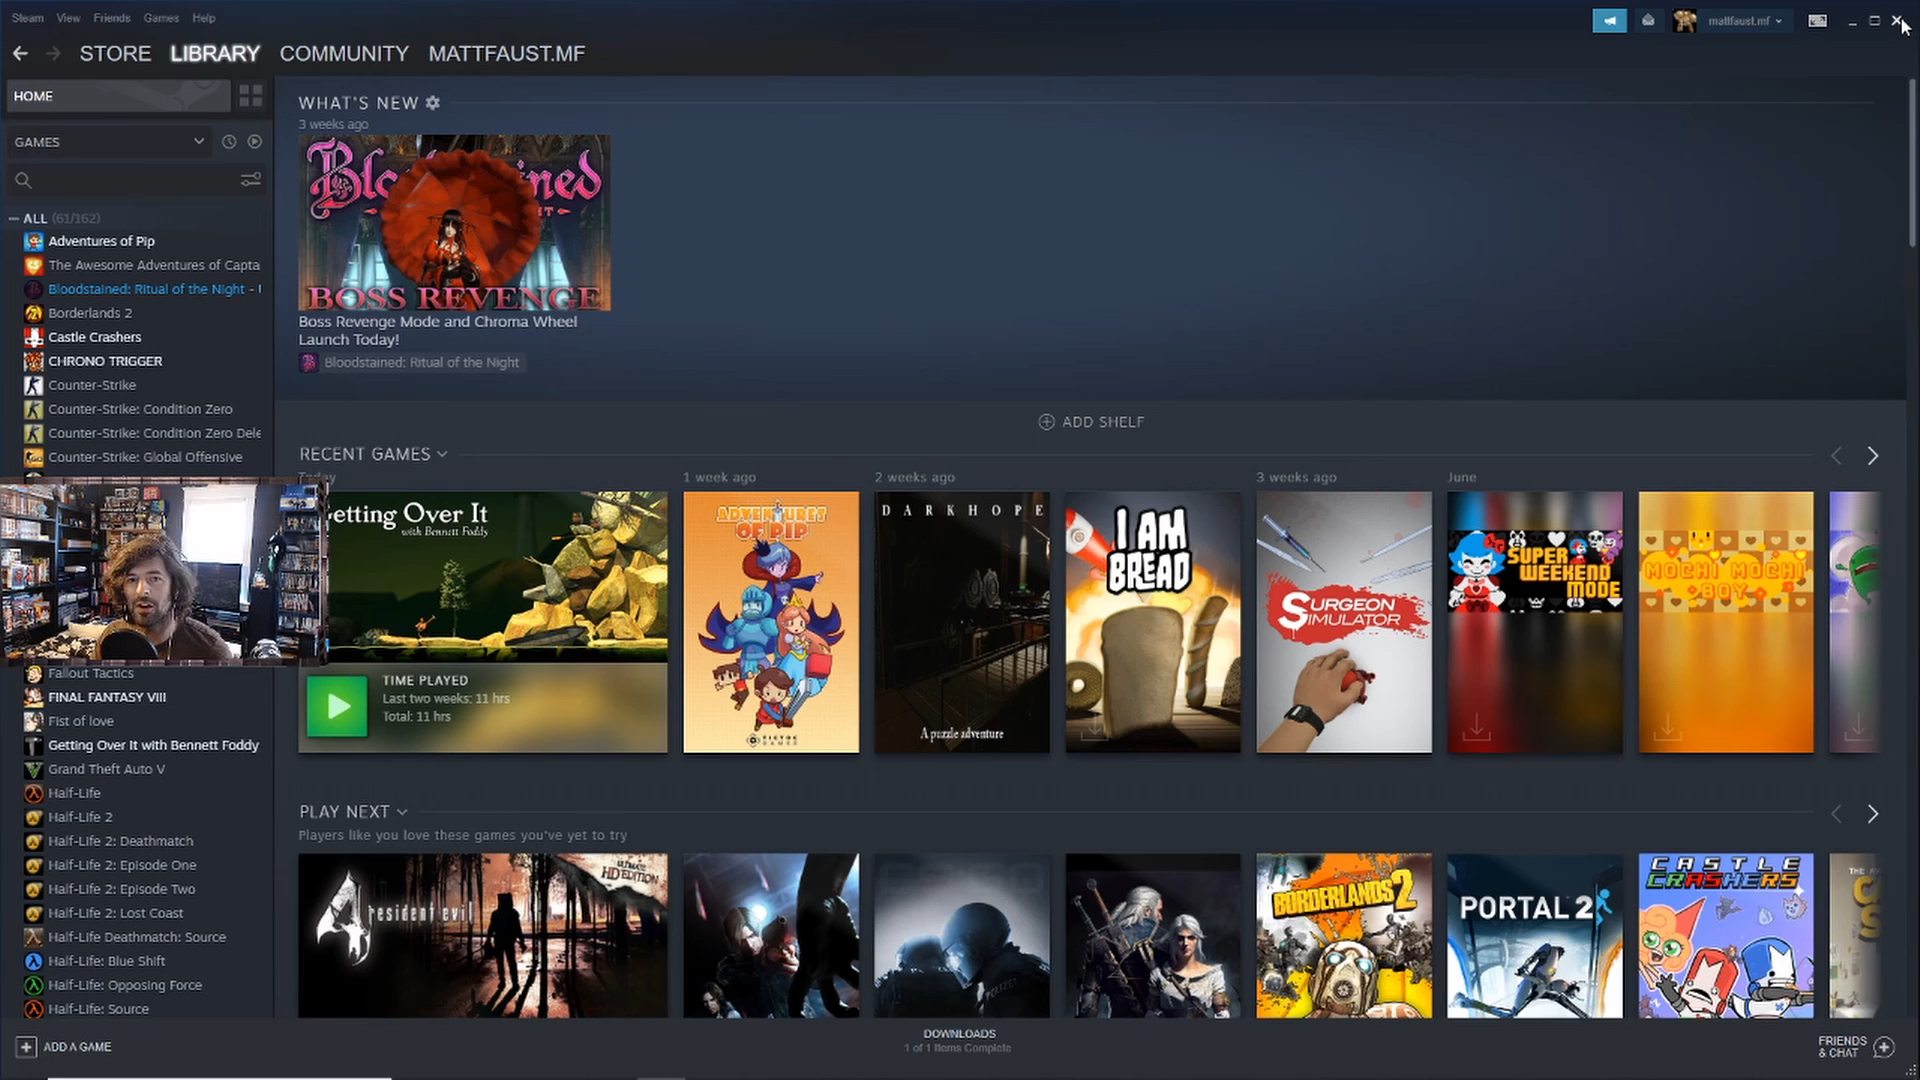 Steam View Friends Games Help
mattfaust.mf
STORE LIBRARY COMMUNITY MATTFAUST.MF
HOME
GAMES
ALL (61/162)
Adventures of Pip
The Awesome Adventures of Capta
Bloodstained: Ritual of the Night -
Borderlands 2
Castle Crashers
CHRONO TRIGGER
Counter-Strike
Counter-Strike: Condition Zero
Counter-Strike: Condition Zero Dele
Counter-Strike: Global Offensive
Fallout Tactics
FINAL FANTASY VIII
Fist of love
Getting Over It with Bennett Foddy
Grand Theft Auto V
Half-Life
Half-Life 2
Half-Life 2: Deathmatch
Half-Life 2: Episode One
Half-Life 2: Episode Two
Half-Life 2: Lost Coast
Half-Life Deathmatch: Source
Half-Life: Blue Shift
Half-Life: Opposing Force
Half-Life: Source
ADD A GAME
WHAT'S NEW
3 weeks ago
BOSS REVENGE
Boss Revenge Mode and Chroma Wheel
Launch Today!
Bloodstained: Ritual of the Night
ADD SHELF
RECENT GAMES
1 week ago
2 weeks ago
3 weeks ago
June
etting Over It
with Bennett Foddy
TIME PLAYED
Last two weeks: 11 hrs
Total: 11 hrs
ADVENTURES
OF PIP
DARKHOPE
A puzzle adventure
I AM
BREAD
SURGEON
SIMULATOR
SUPER
WEEKEND
MODE
MOCHI MOCHI
BOY
PLAY NEXT
Players like you love these games you've yet to try
4
resident evil
ULTIMATE
HD EDITION
BORDERLANDS 2
PORTAL 2
CASTLE
CRASHERS
DOWNLOADS
1 of 1 Items Complete
FRIENDS
& CHAT